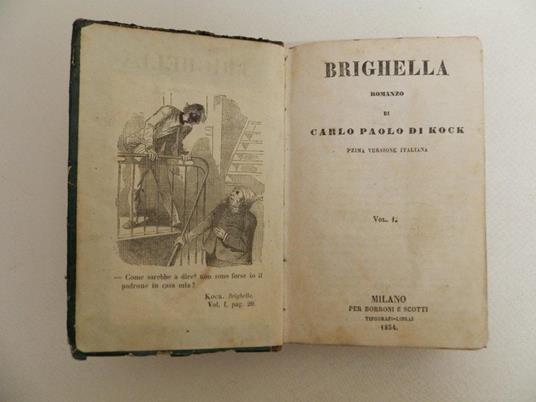 — Come sarebbe a dire? non sono forse io il
padrone in casa mia?
Kock. Brighella.
Vol. I, pag. 20.
BRIGHELLA
ROMANZO
DI
CARLO PAOLO DI KOCK
PZIMA VERSIONE ITALIANA
Vol. I.
MILANO
PER BORRONI E SCOTTI
TIPOGRAFI-LIBRAI
1854.